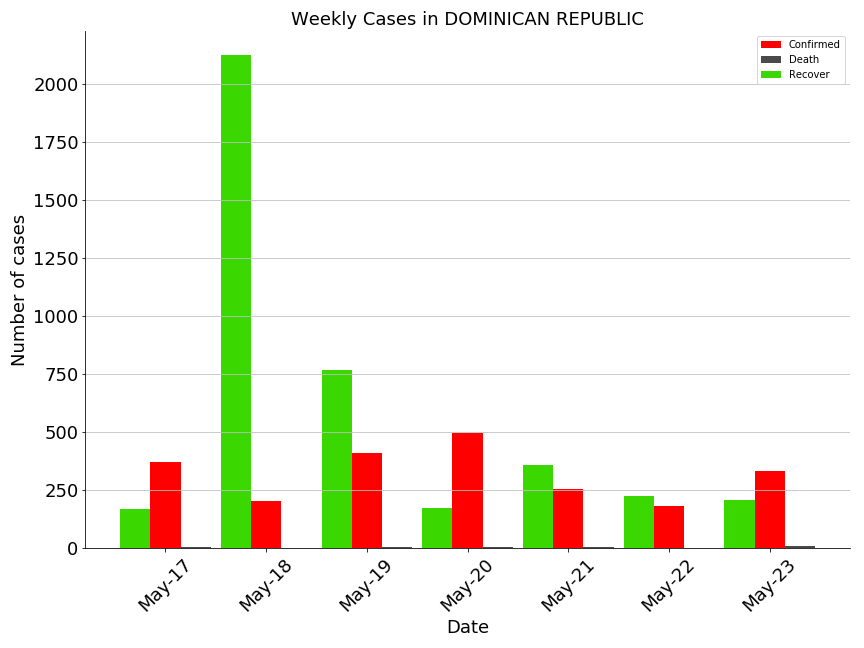 Weekly Cases in DOMINICAN REPUBLIC
Confirmed
Death
Recover
Number of cases
2000
1750
1500
1250
1000
750
500
250
0
May-17
May-18
May-19
May-20
May-21
May-22
May-23
Date